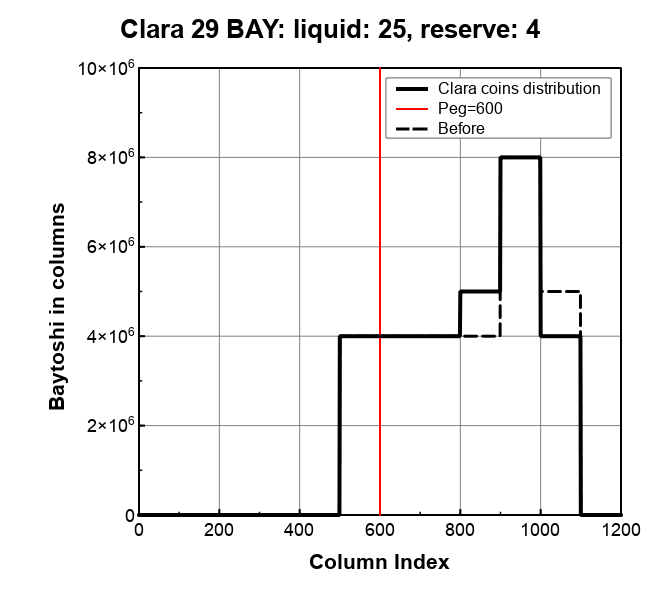 Clara 29 BAY: liquid: 25, reserve: 4
Baytoshi in columns
10×10⁶
8×10⁶
6×10⁶
4×10⁶
2×10⁶
0
Clara coins distribution
Peg=600
Before
0 200 400 600 800 1000 1200
Column Index